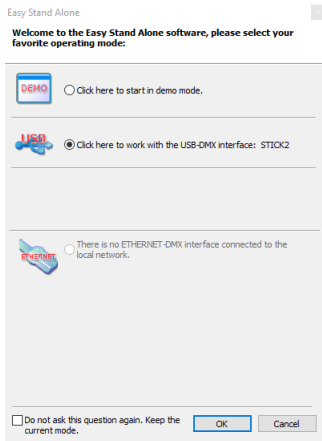 Easy Stand Alone
Welcome to the Easy Stand Alone software, please select your
favorite operating mode:
DEMO
Click here to start in demo mode.
USB
Click here to work with the USB-DMX interface: STICK2
ETHERNET
There is no ETHERNET-DMX interface connected to the
local network.
Do not ask this question again. Keep the
current mode.
OK
Cancel